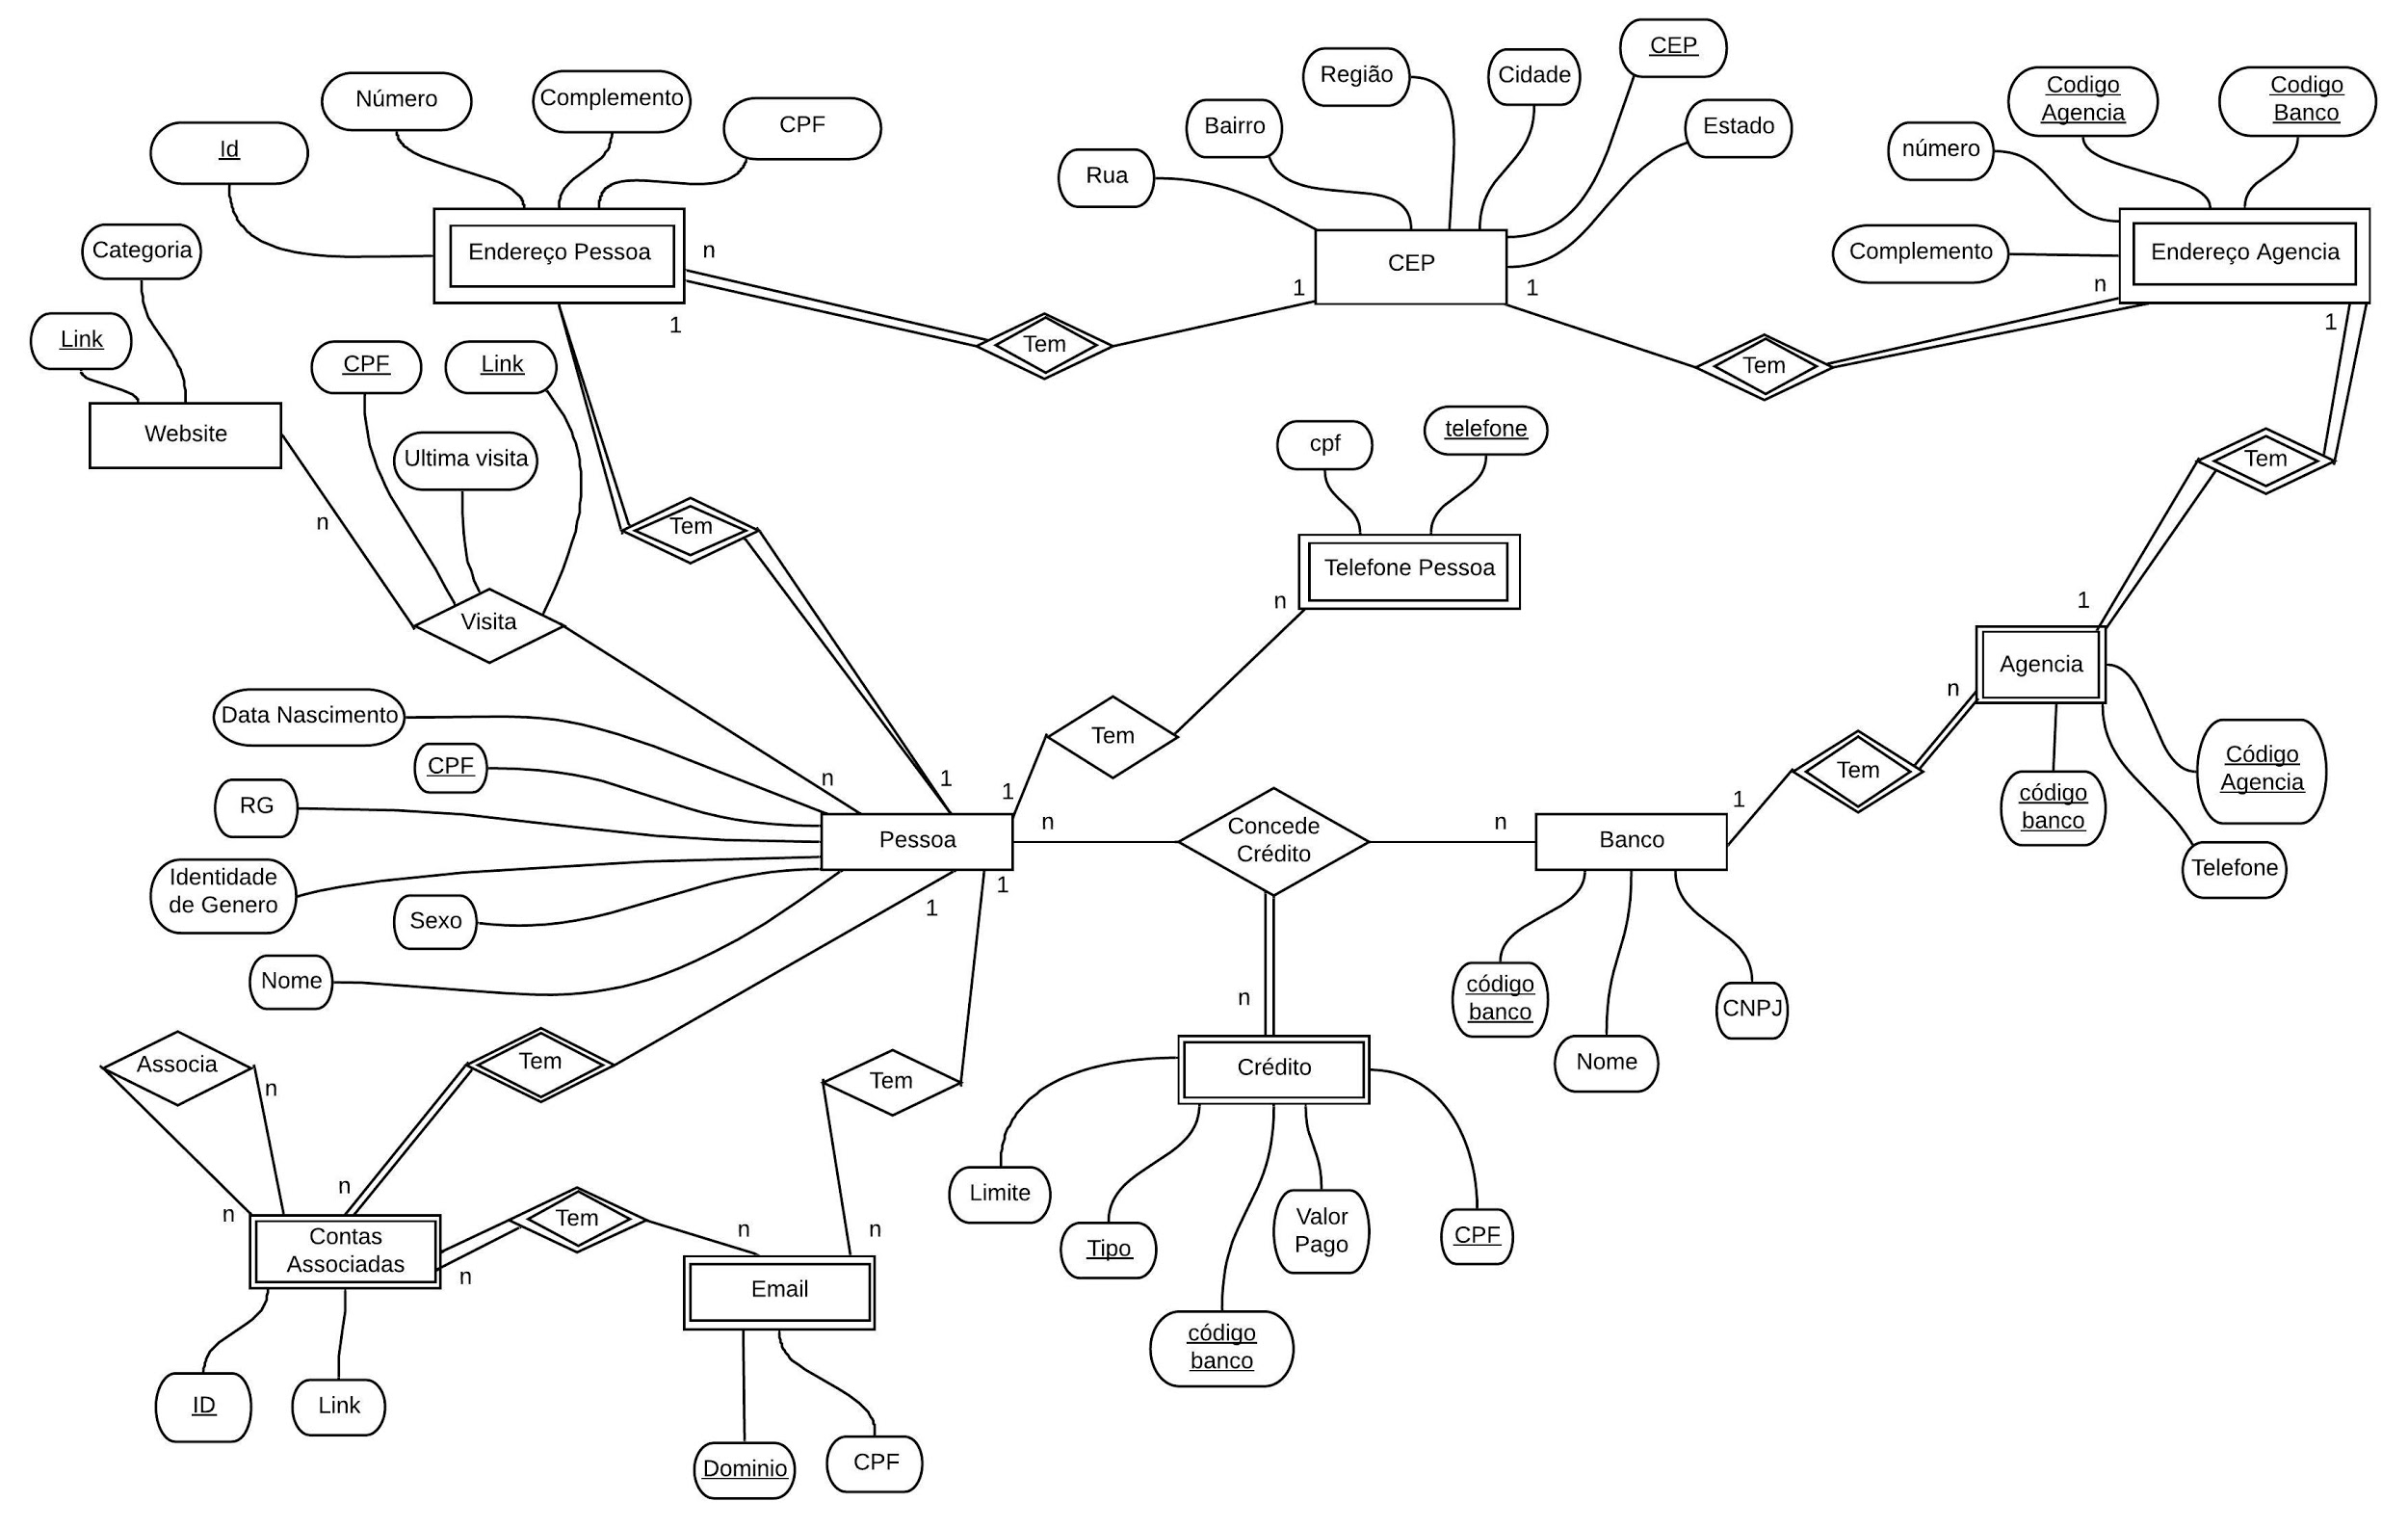 CEP
Região
Cidade
Número
Complemento
CPF
Bairro
Estado
Codigo
Agencia
Codigo
Banco
Id
Rua
número
Categoria
Endereço Pessoa
n
CEP
Complemento
Endereço Agencia
1
1
n
1
1
Link
Tem
Tem
CPF
Link
Website
Ultima visita
cpf
telefone
Tem
n
Tem
Telefone Pessoa
n
1
Visita
Agencia
n
Data Nascimento
Tem
CPF
n
1
1
Tem
1
código
banco
Código
Agencia
RG
Pessoa
n
Concede
Crédito
n
Banco
Telefone
Identidade
de Genero
Sexo
1
1
Nome
n
código
banco
CNPJ
Nome
Associa
n
Tem
Tem
Crédito
n
n
Contas
Associadas
n
Tem
n
n
Email
Limite
Tipo
Valor
Pago
CPF
código
banco
ID
Link
Dominio
CPF